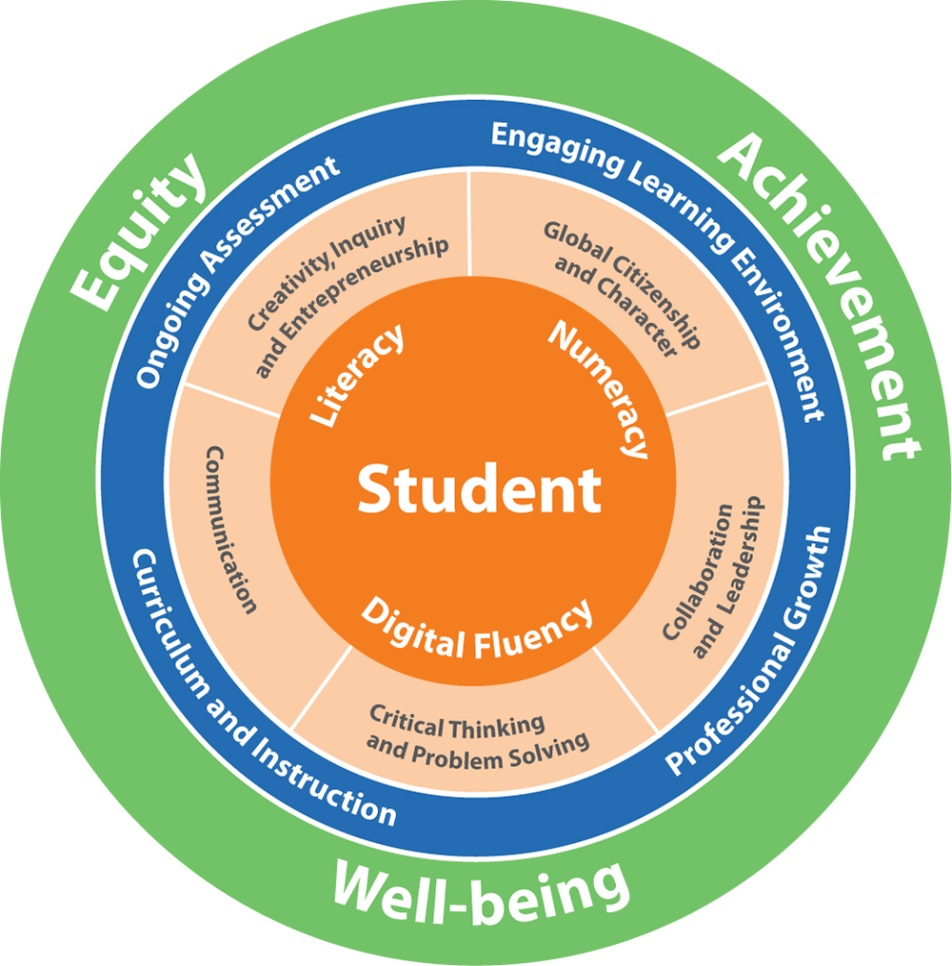 Equity
Achievement
Well-being
Ongoing Assessment
Engaging Learning Environment
Professional Growth
Curriculum and Instruction
Creativity, Inquiry
and Entrepreneurship
Global Citizenship
and Character
Collaboration
and Leadership
Critical Thinking
and Problem Solving
Communication
Literacy
Numeracy
Student
Digital Fluency